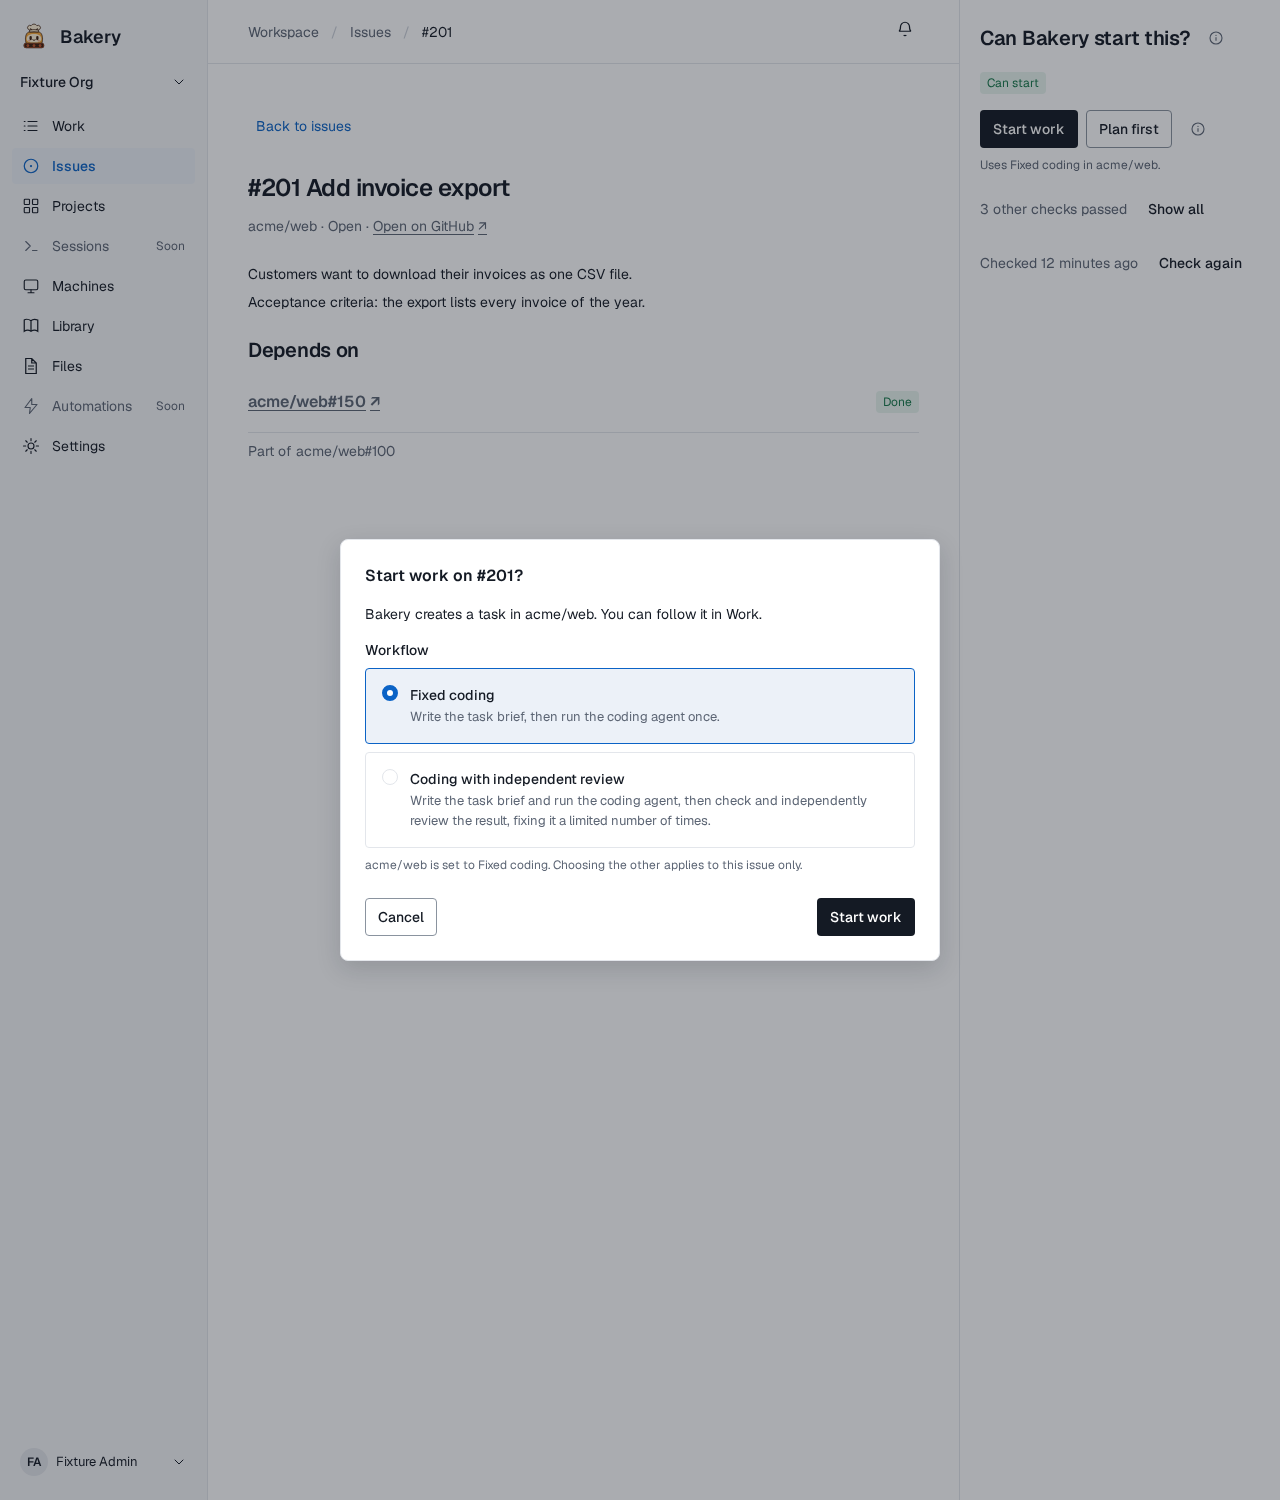 Bakery
Fixture Org
Work
Issues
Projects
Sessions Soon
Machines
Library
Files
Automations Soon
Settings
FA Fixture Admin
Workspace / Issues / #201
Back to issues
#201 Add invoice export
acme/web · Open · Open on GitHub ↗
Customers want to download their invoices as one CSV file.
Acceptance criteria: the export lists every invoice of the year.
Depends on
acme/web#150 ↗ Done
Part of acme/web#100
Start work on #201?
Bakery creates a task in acme/web. You can follow it in Work.
Workflow
Fixed coding
Write the task brief, then run the coding agent once.
Coding with independent review
Write the task brief and run the coding agent, then check and independently
review the result, fixing it a limited number of times.
acme/web is set to Fixed coding. Choosing the other applies to this issue only.
Cancel Start work
Can Bakery start this?
Can start
Start work Plan first
Uses Fixed coding in acme/web.
3 other checks passed Show all
Checked 12 minutes ago Check again